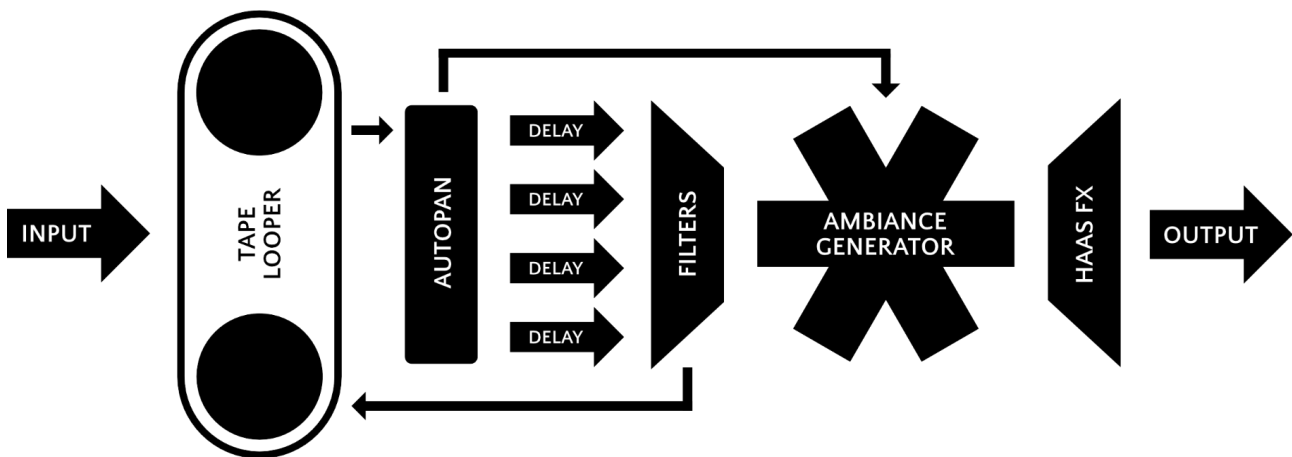 INPUT
TAPE
LOOPER
AUTOPAN
DELAY
DELAY
DELAY
DELAY
FILTERS
AMBIANCE
GENERATOR
HAAS FX
OUTPUT